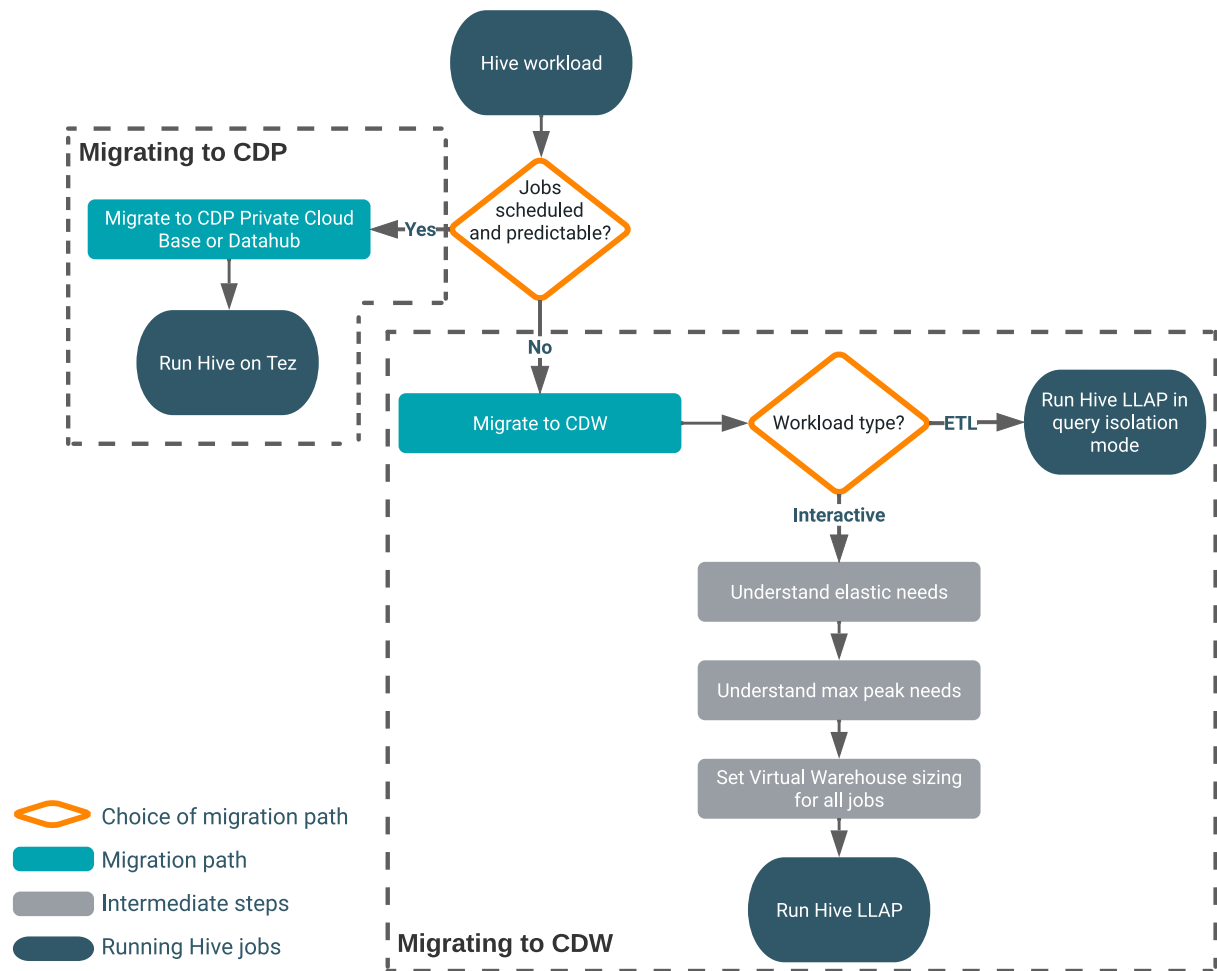 Hive workload
Migrating to CDP
Jobs
scheduled
and predictable?
Migrate to CDP Private Cloud
Base or Datahub
Yes
Run Hive on Tez
No
Migrate to CDW
Workload type?
ETL
Run Hive LLAP in
query isolation
mode
Interactive
Understand elastic needs
Understand max peak needs
Set Virtual Warehouse sizing
for all jobs
Run Hive LLAP
Migrating to CDW
Choice of migration path
Migration path
Intermediate steps
Running Hive jobs